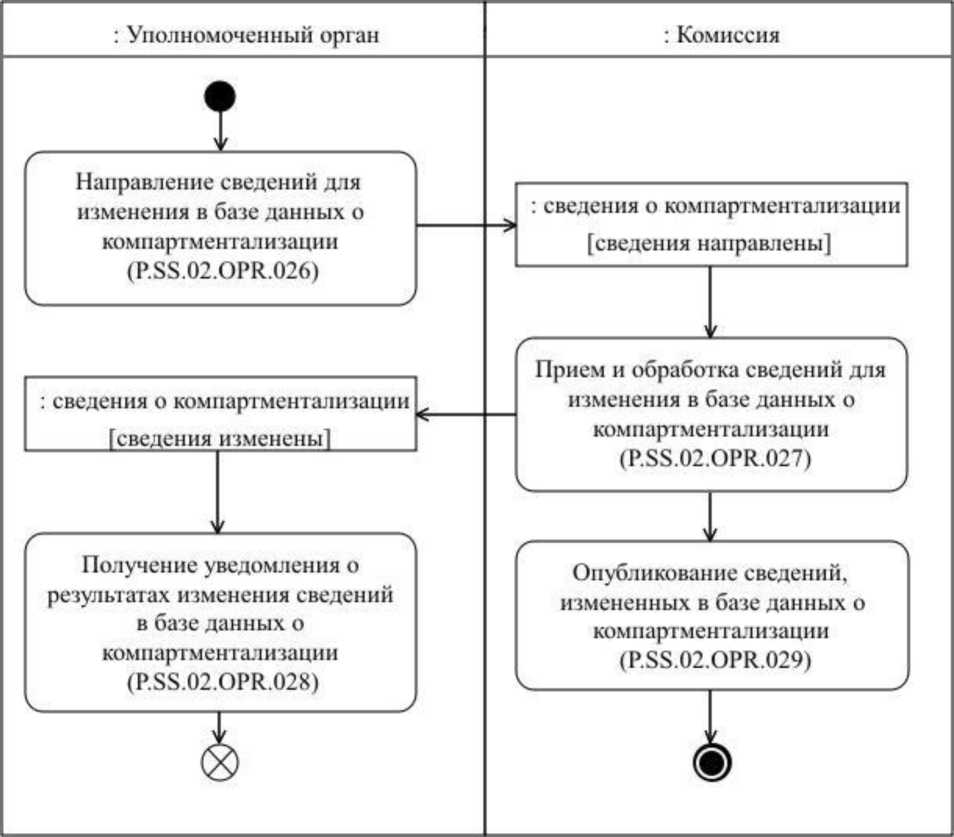 : Уполномоченный орган
: Комиссия
Направление сведений для
изменения в базе данных о
компартментализации
(P.SS.02.OPR.026)
: сведения о компартментализации
[сведения направлены]
Прием и обработка сведений для
изменения в базе данных о
компартментализации
(P.SS.02.OPR.027)
: сведения о компартментализации
[сведения изменены]
Получение уведомления о
результатах изменения сведений
в базе данных о
компартментализации
(P.SS.02.OPR.028)
Опубликование сведений,
измененных в базе данных о
компартментализации
(P.SS.02.OPR.029)